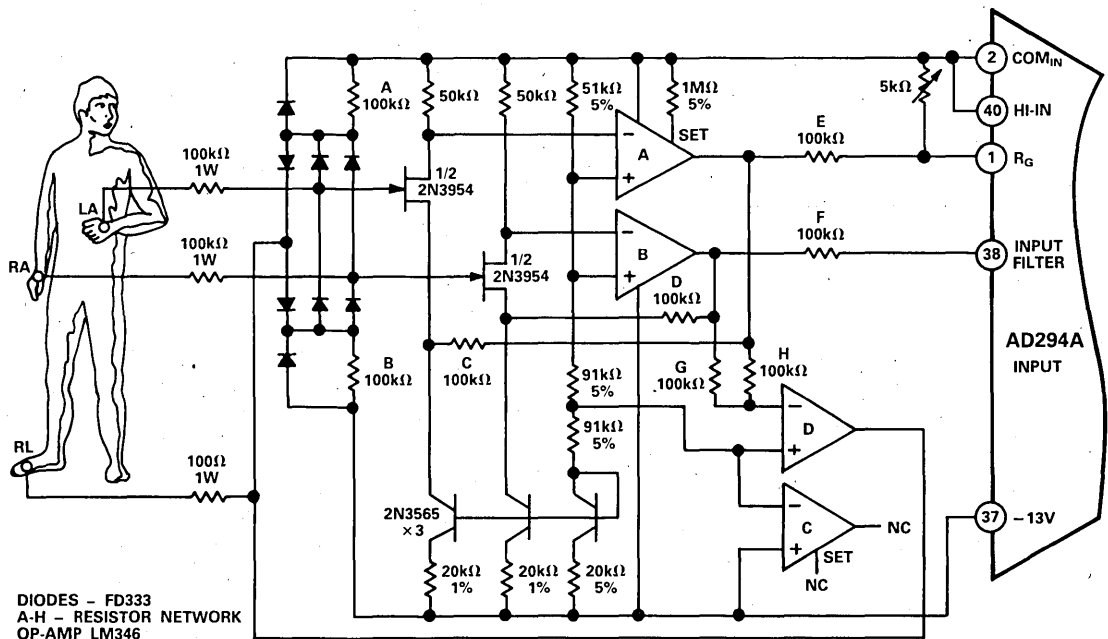 A
100kΩ
50kΩ
50kΩ
51kΩ
5%
1MΩ
5%
5kΩ
2
COM_IN
40
HI-IN
1
R_G
38
INPUT
FILTER
AD294A
INPUT
37
–13V
SET
–
A
+
E
100kΩ
F
100kΩ
–
B
+
D
100kΩ
100kΩ
1W
LA
1/2
2N3954
RA
100kΩ
1W
1/2
2N3954
B
100kΩ
C
100kΩ
91kΩ
5%
G
100kΩ
H
100kΩ
91kΩ
5%
–
D
+
–
C
+
NC
SET
NC
RL
100Ω
1W
2N3565
×3
20kΩ
1%
20kΩ
1%
20kΩ
5%
DIODES – FD333
A-H – RESISTOR NETWORK
OP-AMP LM346